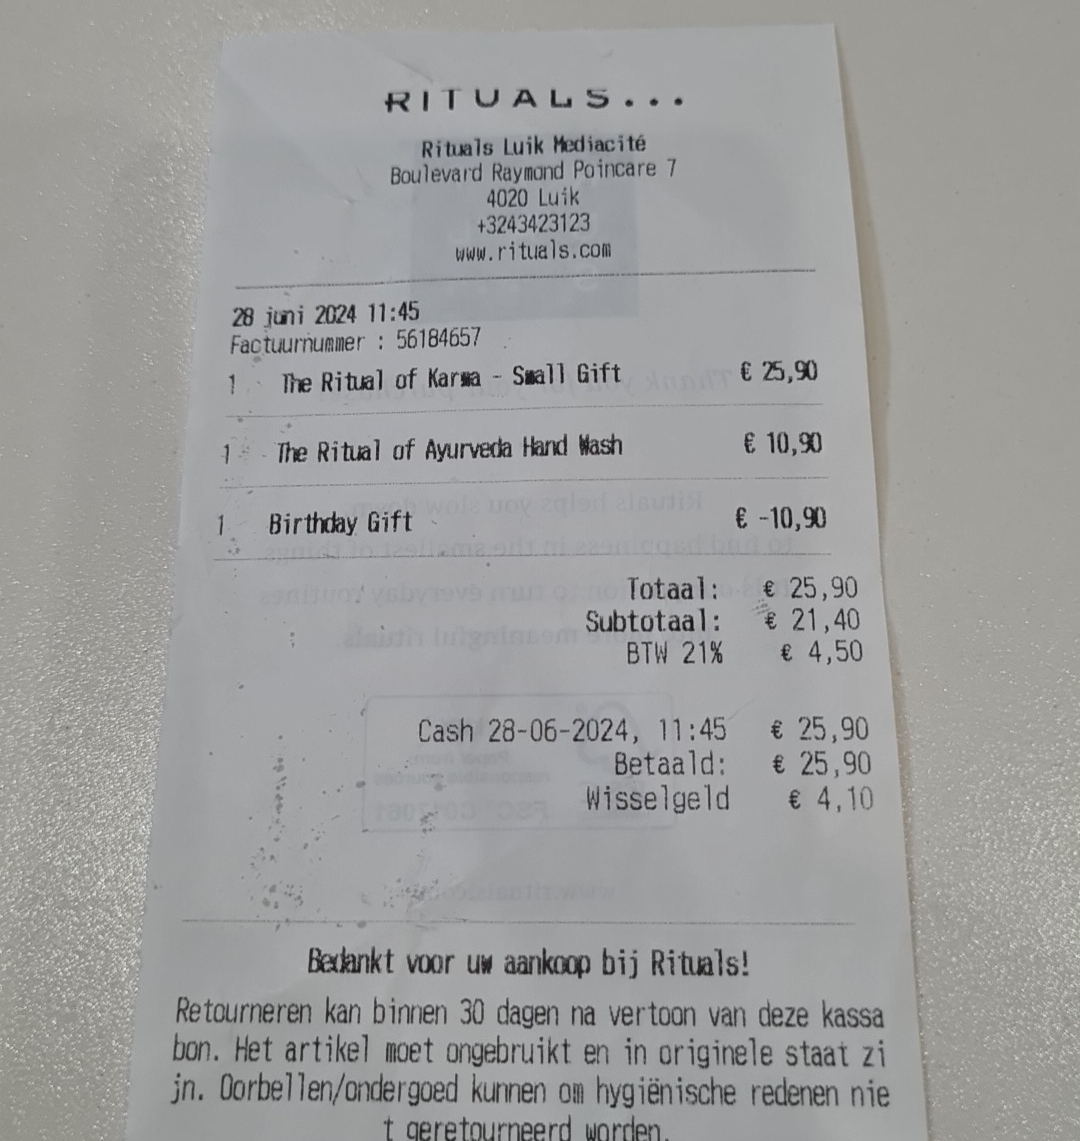 RITUALS...
Rituals Luik Mediacité
Boulevard Raymond Poincare 7
4020 Luik
+3243423123
www.rituals.com
28 juni 2024 11:45
Factuurnummer : 56184657
1 The Ritual of Karma - Small Gift € 25,90
1 The Ritual of Ayurveda Hand Wash € 10,90
1 Birthday Gift € -10,90
Totaal: € 25,90
Subtotaal: € 21,40
BTW 21% € 4,50
Cash 28-06-2024, 11:45 € 25,90
Betaald: € 25,90
Wisselgeld € 4,10
Bedankt voor uw aankoop bij Rituals!
Retourneren kan binnen 30 dagen na vertoon van deze kassa
bon. Het artikel moet ongebruikt en in originele staat zi
jn. Oorbellen/ondergoed kunnen om hygiënische redenen nie
t geretourneerd worden.